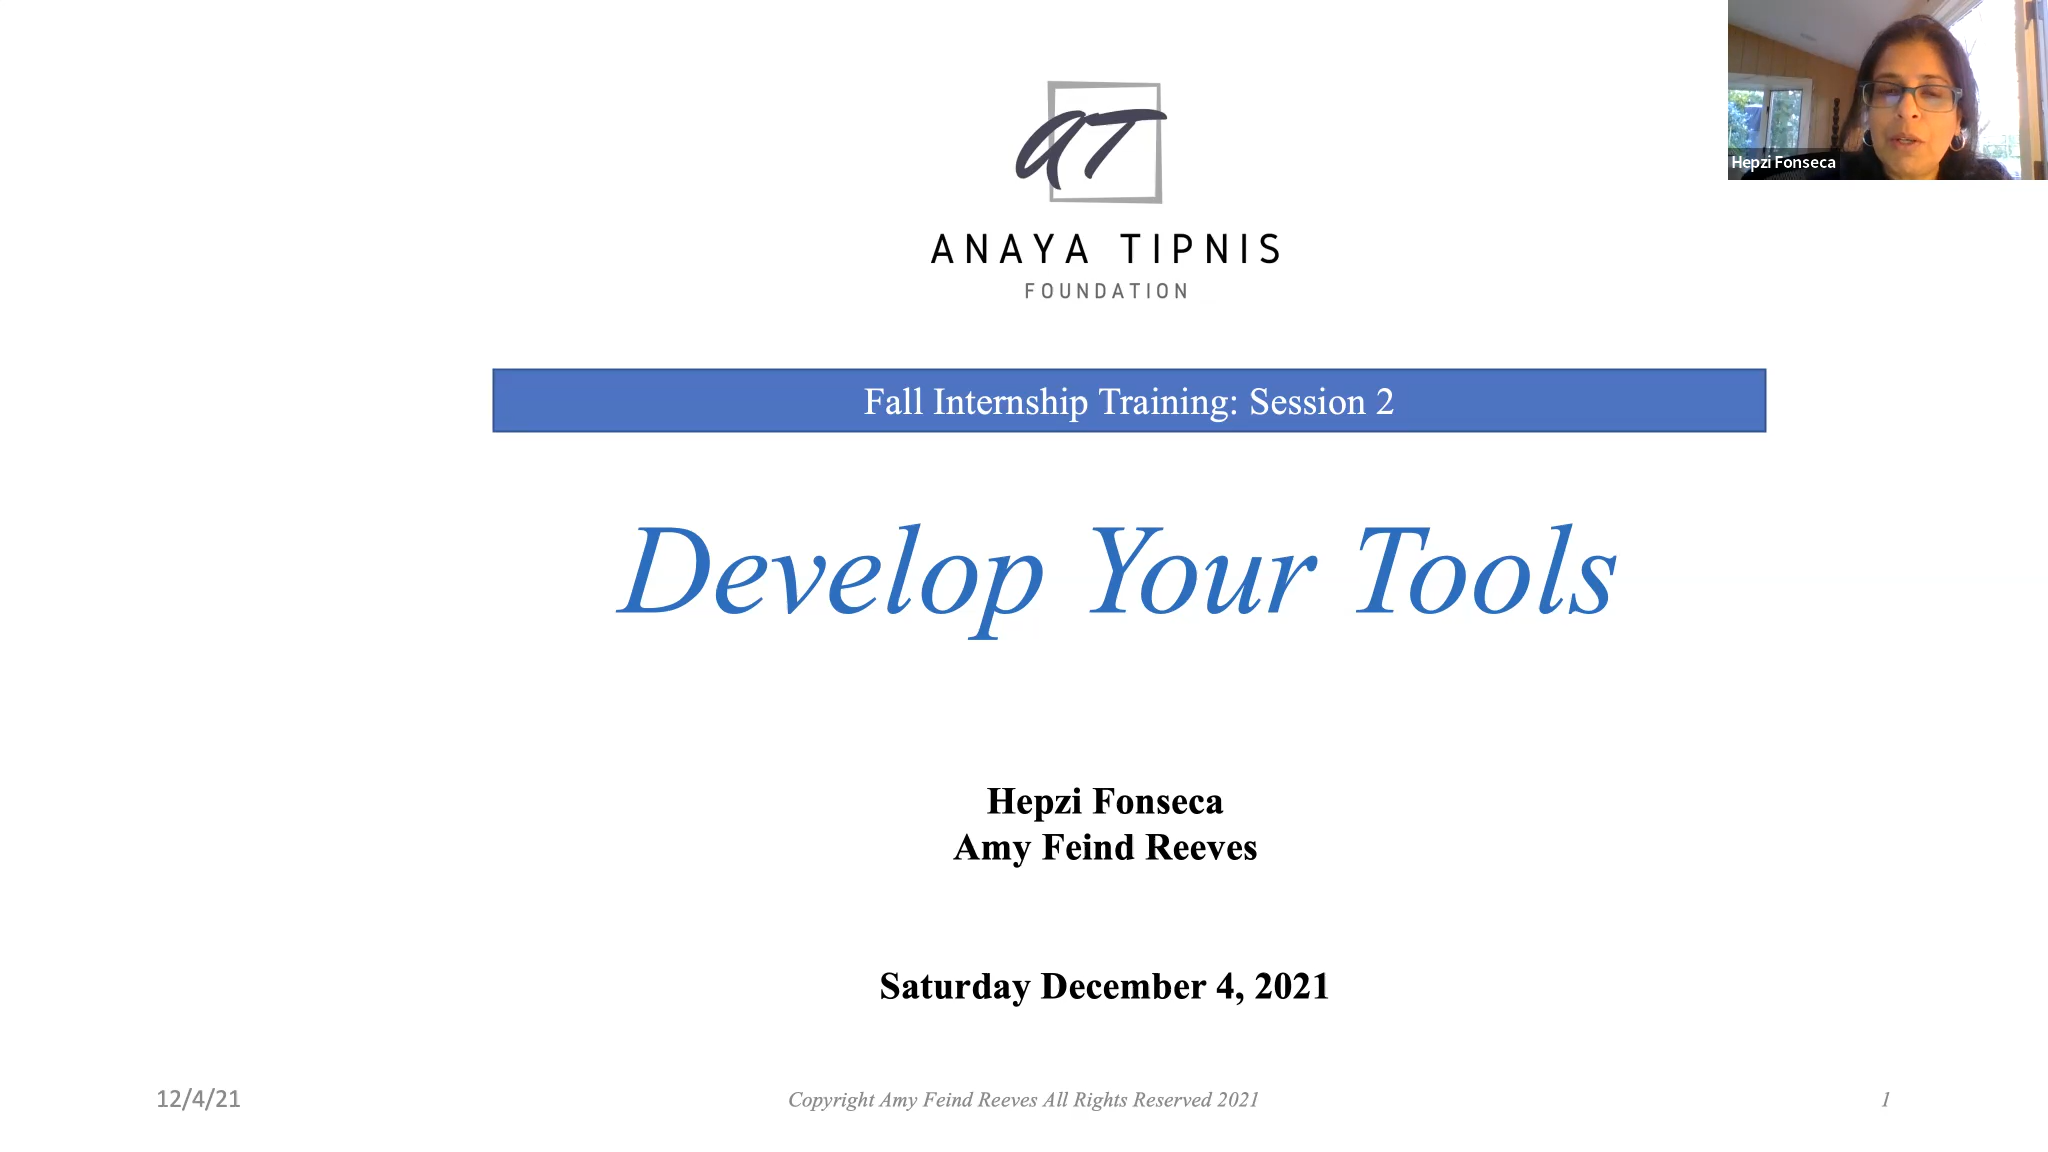 aT
ANAYA TIPNIS
FOUNDATION
Hepzi Fonseca
Fall Internship Training: Session 2
Develop Your Tools
Hepzi Fonseca
Amy Feind Reeves
Saturday December 4, 2021
12/4/21
Copyright Amy Feind Reeves All Rights Reserved 2021
1